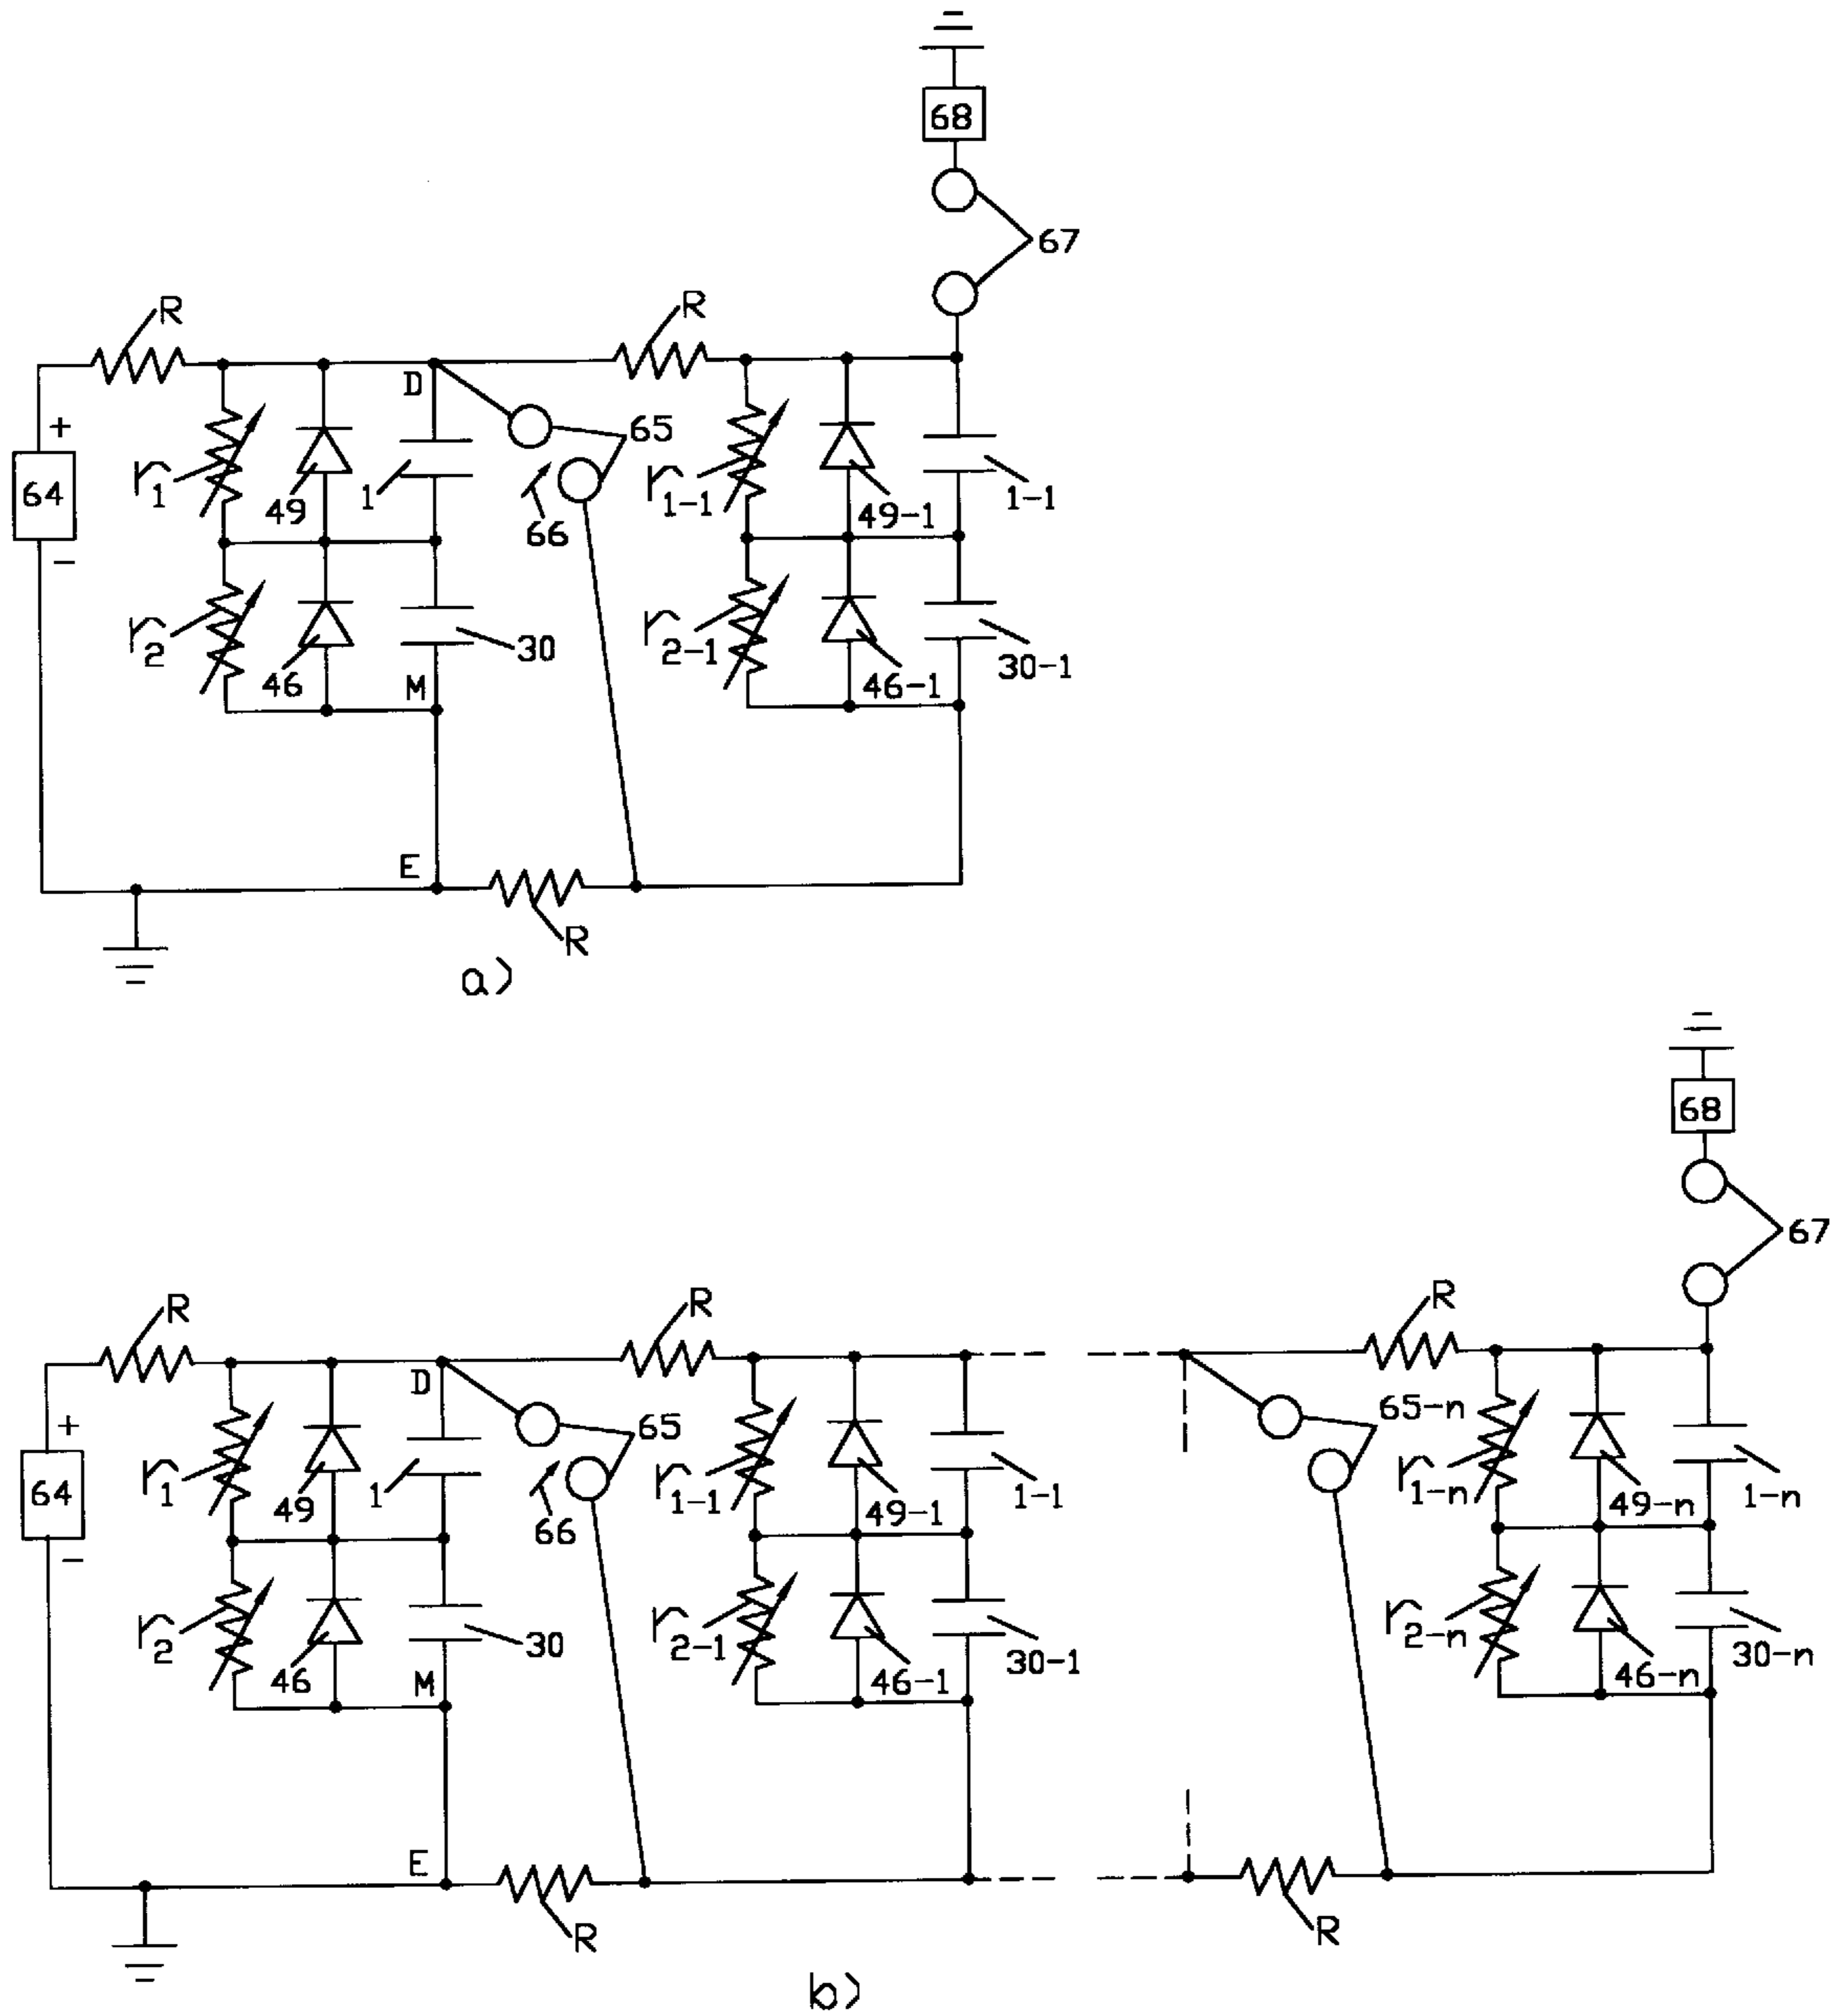 68
67
R R
+ D 65
64 r1 49 1 66 r1-1 49-1 1-1
−
r2 46 30 r2-1 46-1 30-1
M
E
R
a)
68
67
R R R
+ D 65 65-n
64 r1 49 1 66 r1-1 49-1 1-1 r1-n 49-n 1-n
−
r2 46 30 r2-1 46-1 30-1 r2-n 46-n 30-n
M
E
R R
b)